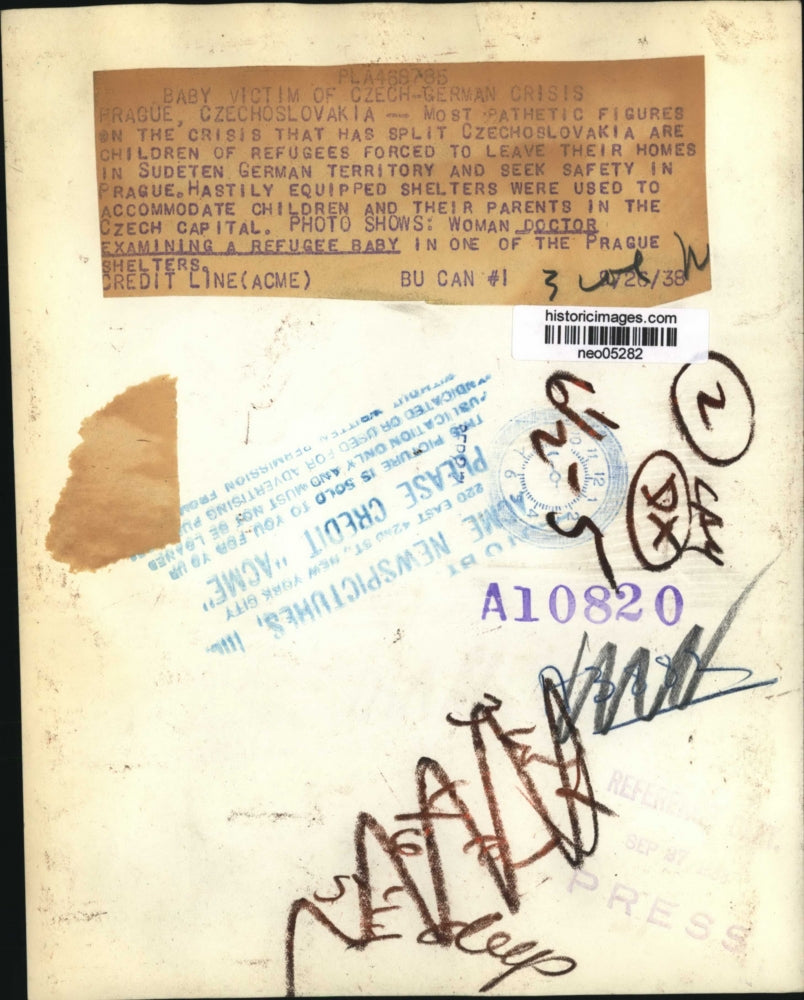 PLA468785
BABY VICTIM OF CZECH-GERMAN CRISIS
PRAGUE, CZECHOSLOVAKIA -- MOST PATHETIC FIGURES
ON THE CRISIS THAT HAS SPLIT CZECHOSLOVAKIA ARE
CHILDREN OF REFUGEES FORCED TO LEAVE THEIR HOMES
IN SUDETEN GERMAN TERRITORY AND SEEK SAFETY IN
PRAGUE. HASTILY EQUIPPED SHELTERS WERE USED TO
ACCOMMODATE CHILDREN AND THEIR PARENTS IN THE
CZECH CAPITAL. PHOTO SHOWS: WOMAN DOCTOR
EXAMINING A REFUGEE BABY IN ONE OF THE PRAGUE
SHELTERS.
CREDIT LINE (ACME) BU CAN #1 3 /26/38
historicimages.com
neo05282
2
DX
A10820
NEWSPICTURES, INC.
220 EAST 42ND ST., NEW YORK CITY
PLEASE CREDIT "ACME"
THIS PICTURE IS SOLD TO YOU FOR YOUR
PUBLICATION ONLY AND MUST NOT BE LOANED
SYNDICATED OR USED FOR ADVERTISING PUR
WITHOUT WRITTEN PERMISSION FROM
SEP 27
PRESS
deep